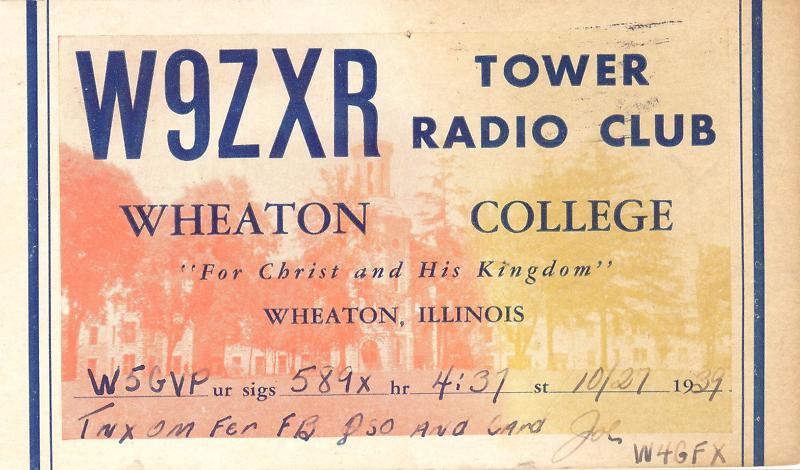 W9ZXR
TOWER
RADIO CLUB
WHEATON COLLEGE
"For Christ and His Kingdom"
WHEATON, ILLINOIS
W5GVP ur sigs 589x hr 4:37 st 10/27 1939.
TNX OM Fer FB QSO And Card Joe
W4GFX